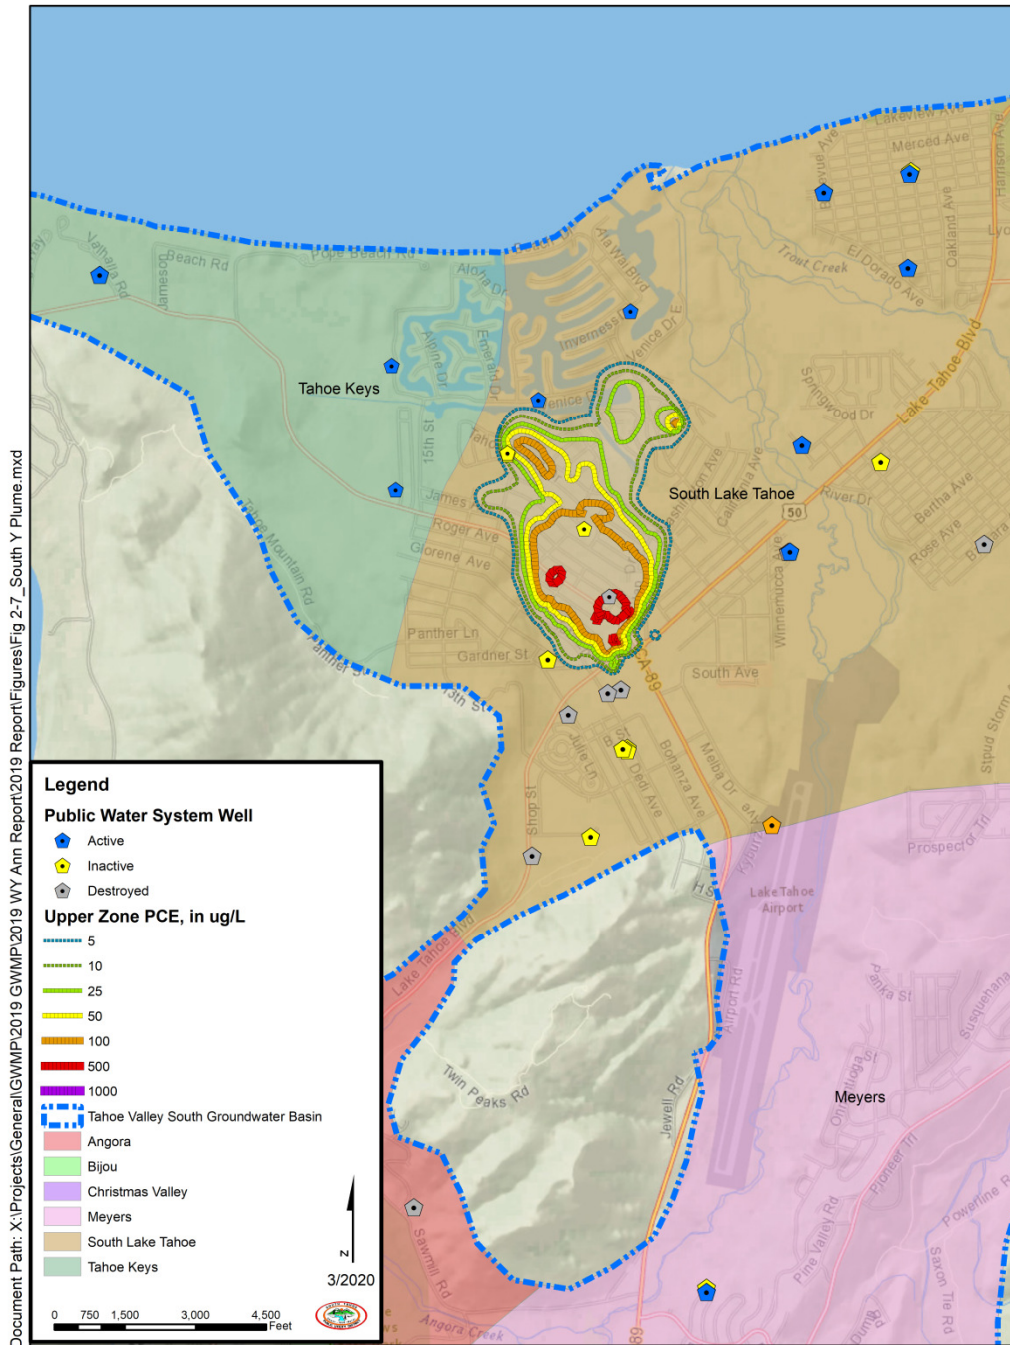 Lakeview Ave
Merced Ave
Harrison Ave
Oakland Ave
Trout Creek
El Dorado Ave
Valhalla Rd
Jameson
Beach Rd
Pope Beach Rd
Aloha Dr
Ala Wai Blvd
Alpine Dr
Emerald Dr
Inverness
Venice Dr E
Lake Tahoe Blvd
Springwood Dr
Tahoe Keys
15th St
South Lake Tahoe
California Ave
River Dr
50
Bertha Ave
Rose Ave
James A
Roger Ave
Glorene Ave
Tahoe Mountain Rd
Winnemucca Ave
Panther Ln
Gardner St
13th St
CA-89
South Ave
Julie Ln
Dedi Ave
Bonanza Ave
Melba Dr
Shop St
Prospector Trl
Lake Tahoe
Airport
H S
Lake Tahoe Blvd
Airport Rd
Twin Peaks Rd
Jewell Rd
Meyers
Susquehana
Pioneer Trl
Pine Valley Rd
Powerline R
Saxon Tie Rd
Sawmill Rd
Angora Creek
89
Legend
Public Water System Well
Active
Inactive
Destroyed
Upper Zone PCE, in ug/L
5
10
25
50
100
500
1000
Tahoe Valley South Groundwater Basin
Angora
Bijou
Christmas Valley
Meyers
South Lake Tahoe
Tahoe Keys
z
3/2020
0 750 1,500 3,000 4,500
Feet
Document Path: X:\Projects\General\GWMP\2019 GWMP\2019 WY Ann Report\2019 Report\Figures\Fig 2-7_South Y Plume.mxd